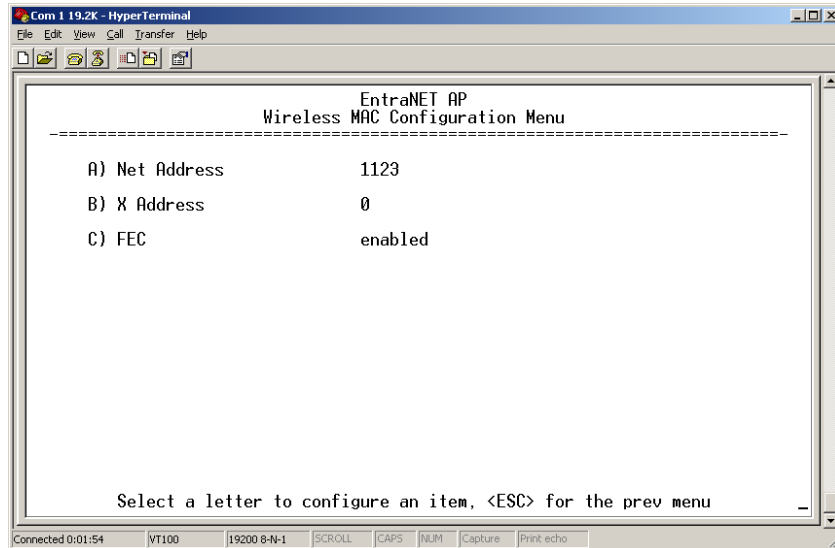 Com 1 19.2K - HyperTerminal
File Edit View Call Transfer Help
EntraNET AP
Wireless MAC Configuration Menu
-==========================================================================-
A) Net Address 1123
B) X Address 0
C) FEC enabled
Select a letter to configure an item, <ESC> for the prev menu _
Connected 0:01:54 VT100 19200 8-N-1 SCROLL CAPS NUM Capture Print echo